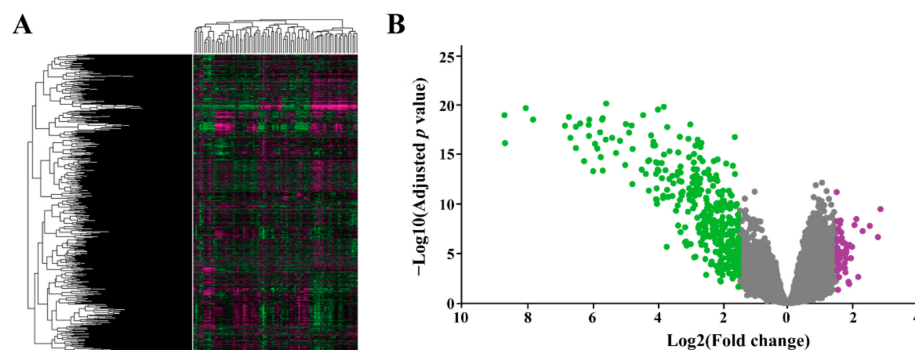 A
B
25
20
15
10
5
0
−Log10(Adjusted p value)
10 8 6 4 2 0 2 4
Log2(Fold change)